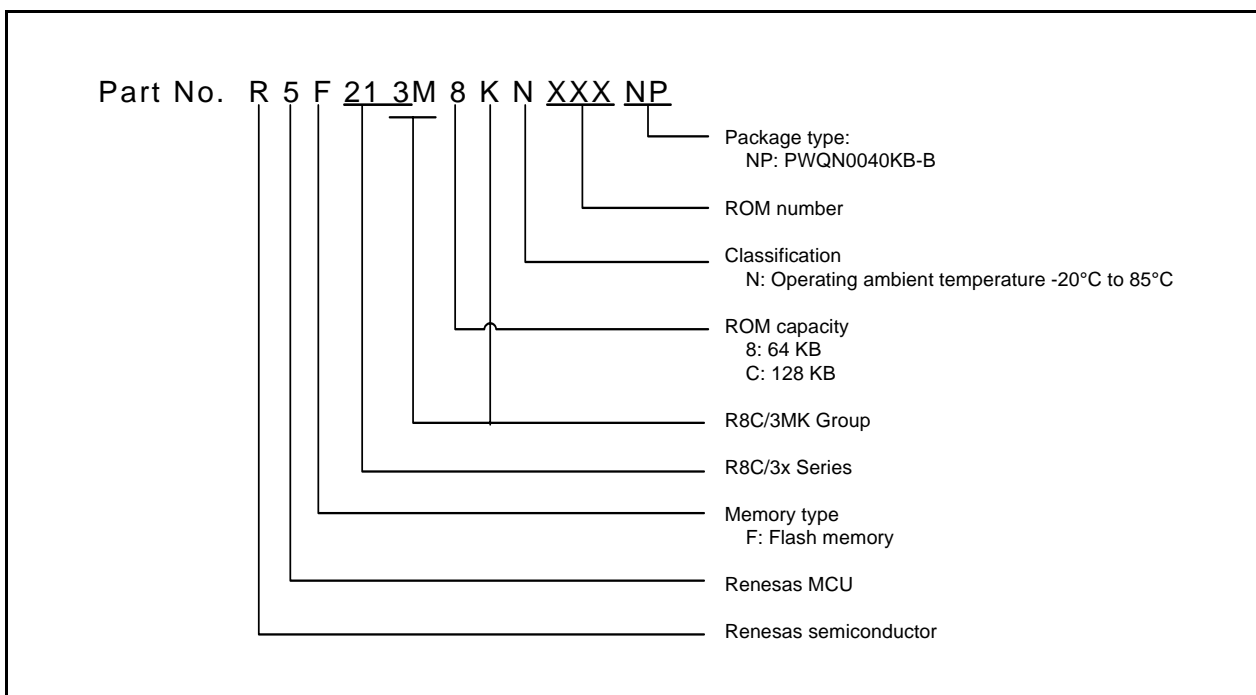 Part No. R 5 F 21 3M 8 K N XXX NP
Package type:
NP: PWQN0040KB-B
ROM number
Classification
N: Operating ambient temperature -20°C to 85°C
ROM capacity
8: 64 KB
C: 128 KB
R8C/3MK Group
R8C/3x Series
Memory type
F: Flash memory
Renesas MCU
Renesas semiconductor